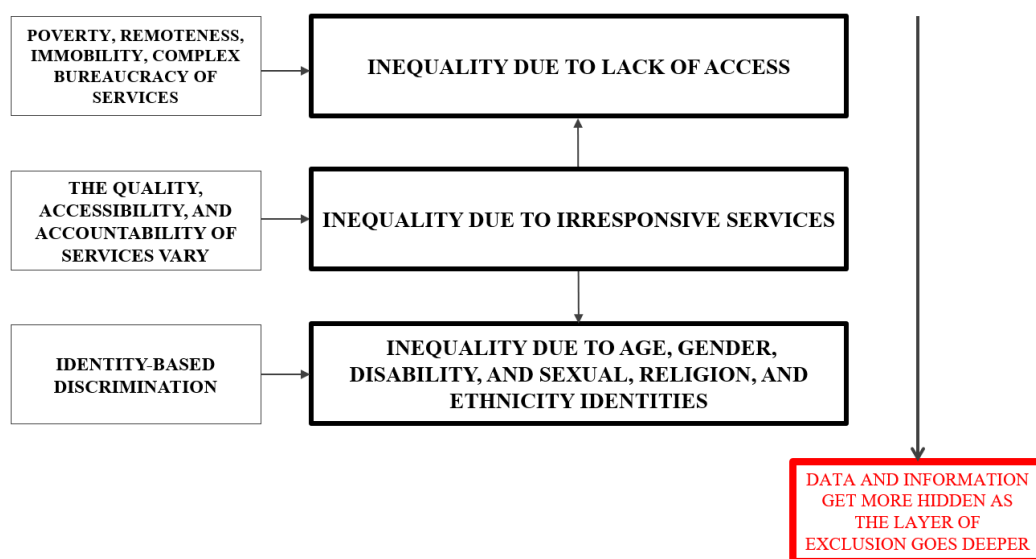 POVERTY, REMOTENESS,
IMMOBILITY, COMPLEX
BUREAUCRACY OF
SERVICES
INEQUALITY DUE TO LACK OF ACCESS
THE QUALITY,
ACCESSIBILITY, AND
ACCOUNTABILITY OF
SERVICES VARY
INEQUALITY DUE TO IRRESPONSIVE SERVICES
IDENTITY-BASED
DISCRIMINATION
INEQUALITY DUE TO AGE, GENDER,
DISABILITY, AND SEXUAL, RELIGION, AND
ETHNICITY IDENTITIES
DATA AND INFORMATION
GET MORE HIDDEN AS
THE LAYER OF
EXCLUSION GOES DEEPER